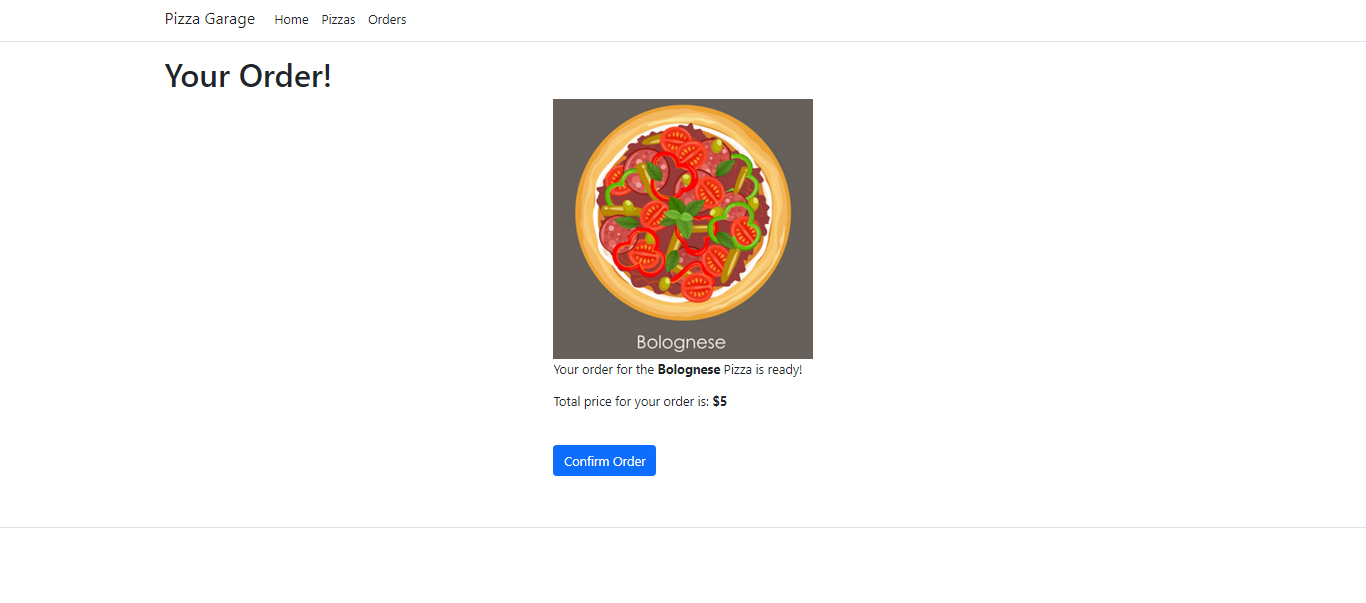 Pizza Garage Home Pizzas Orders
Your Order!
Bolognese
Your order for the Bolognese Pizza is ready!
Total price for your order is: $5
Confirm Order